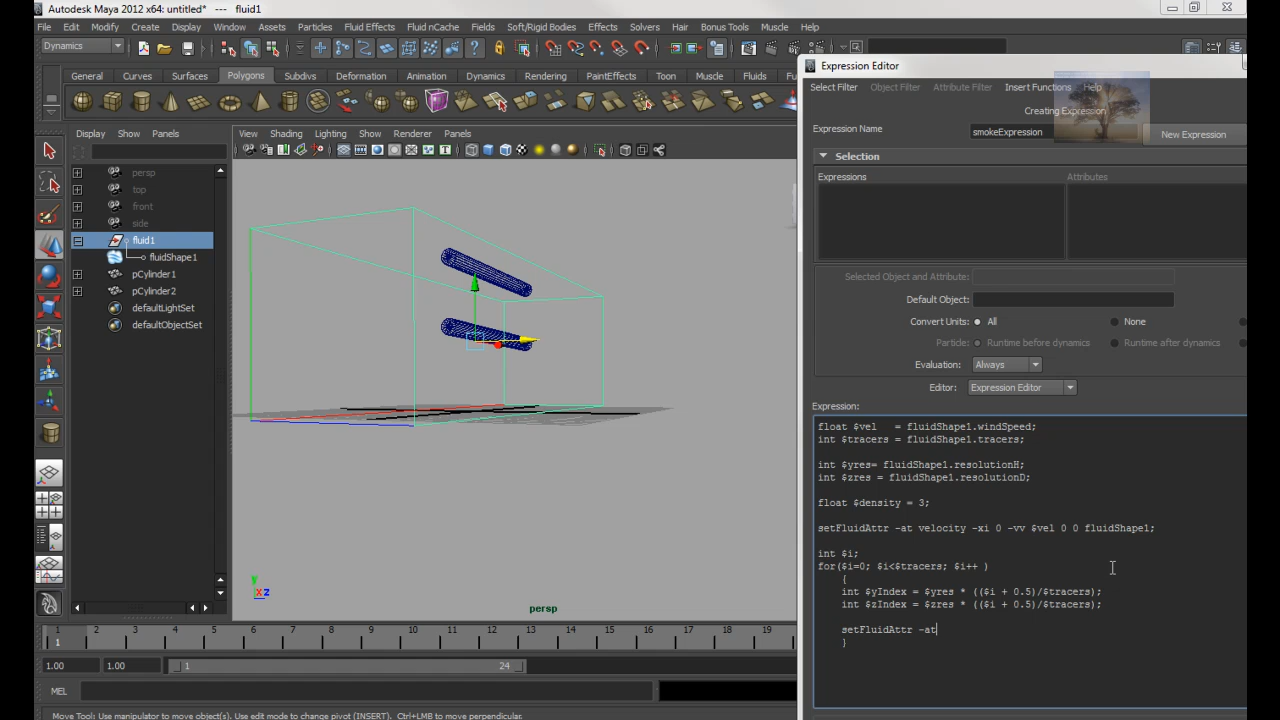 Autodesk Maya 2012 x64: untitled* --- fluid1
File Edit Modify Create Display Window Assets Particles Fluid Effects Fluid nCache Fields Soft/Rigid Bodies Effects Solvers Hair Bonus Tools Muscle Help
Dynamics
Expression Editor
General Curves Surfaces Polygons Subdivs Deformation Animation Dynamics Rendering PaintEffects Toon Muscle Fluids
Select Filter Object Filter Attribute Filter Insert Functions Help
Creating Expression
Expression Name smokeExpression New Expression
Display Show Panels
View Shading Lighting Show Renderer Panels
Selection
Expressions Attributes
persp
top
front
side
fluid1
fluidShape1
pCylinder1
pCylinder2
defaultLightSet
defaultObjectSet
Selected Object and Attribute:
Default Object:
Convert Units: All None
Particle: Runtime before dynamics Runtime after dynamics
Evaluation: Always
Editor: Expression Editor
Expression:
float $vel = fluidShape1.windSpeed;
int $tracers = fluidShape1.tracers;
int $yres= fluidShape1.resolutionH;
int $zres = fluidShape1.resolutionD;
float $density = 3;
setFluidAttr -at velocity -xi 0 -vv $vel 0 0 fluidShape1;
int $i;
for($i=0; $i<$tracers; $i++ )
{
int $yIndex = $yres * (($i + 0.5)/$tracers);
int $zIndex = $zres * (($i + 0.5)/$tracers);
setFluidAttr -at
}
y
x z
persp
1 2 3 4 5 6 7 8 9 10 11 12 13 14 15 16 17 18 19
1.00 1.00 1 24
MEL
Move Tool: Use manipulator to move object(s). Use edit mode to change pivot (INSERT). Ctrl+LMB to move perpendicular.